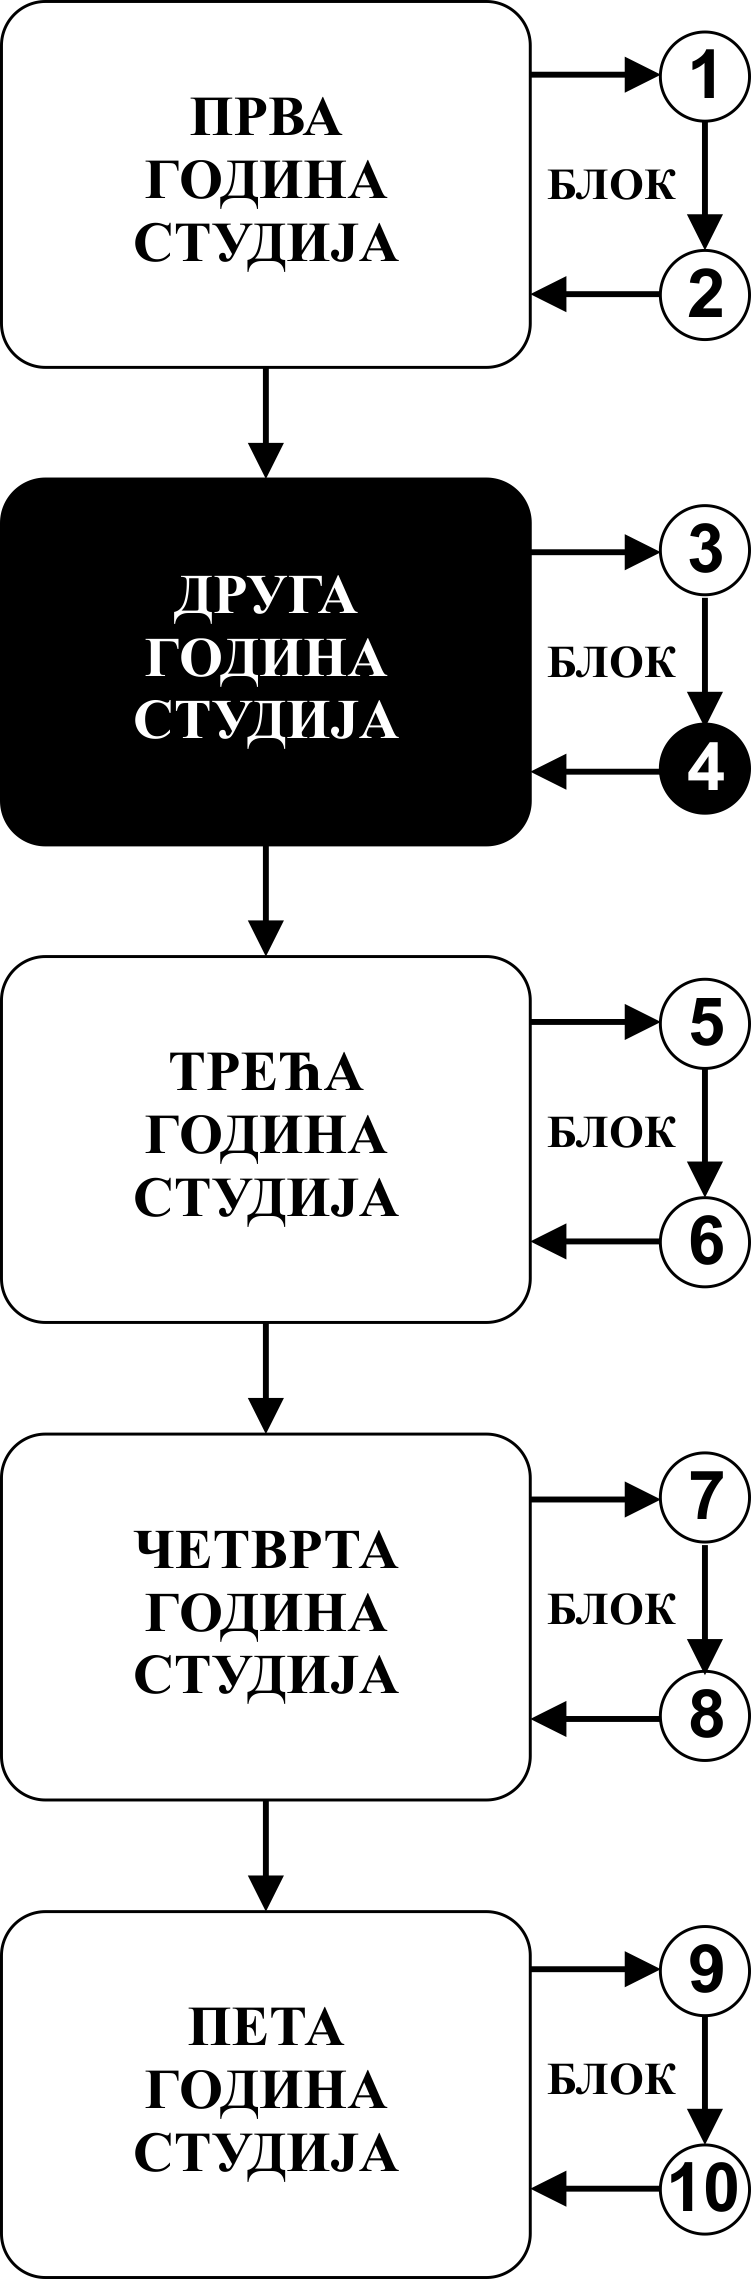 ПРВА
ГОДИНА
СТУДИЈА
1
БЛОК
2
ДРУГА
ГОДИНА
СТУДИЈА
3
БЛОК
4
ТРЕЋА
ГОДИНА
СТУДИЈА
5
БЛОК
6
ЧЕТВРТА
ГОДИНА
СТУДИЈА
7
БЛОК
8
ПЕТА
ГОДИНА
СТУДИЈА
9
БЛОК
10